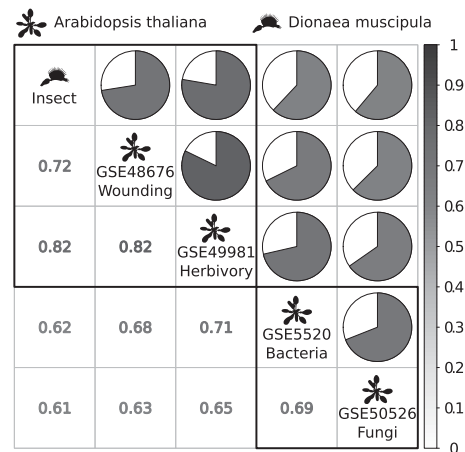 Arabidopsis thaliana Dionaea muscipula
1
0.9
0.8
0.7
0.6
0.5
0.4
0.3
0.2
0.1
0
Insect
0.72
GSE48676
Wounding
0.82
0.82
GSE49981
Herbivory
0.62
0.68
0.71
GSE5520
Bacteria
0.61
0.63
0.65
0.69
GSE50526
Fungi